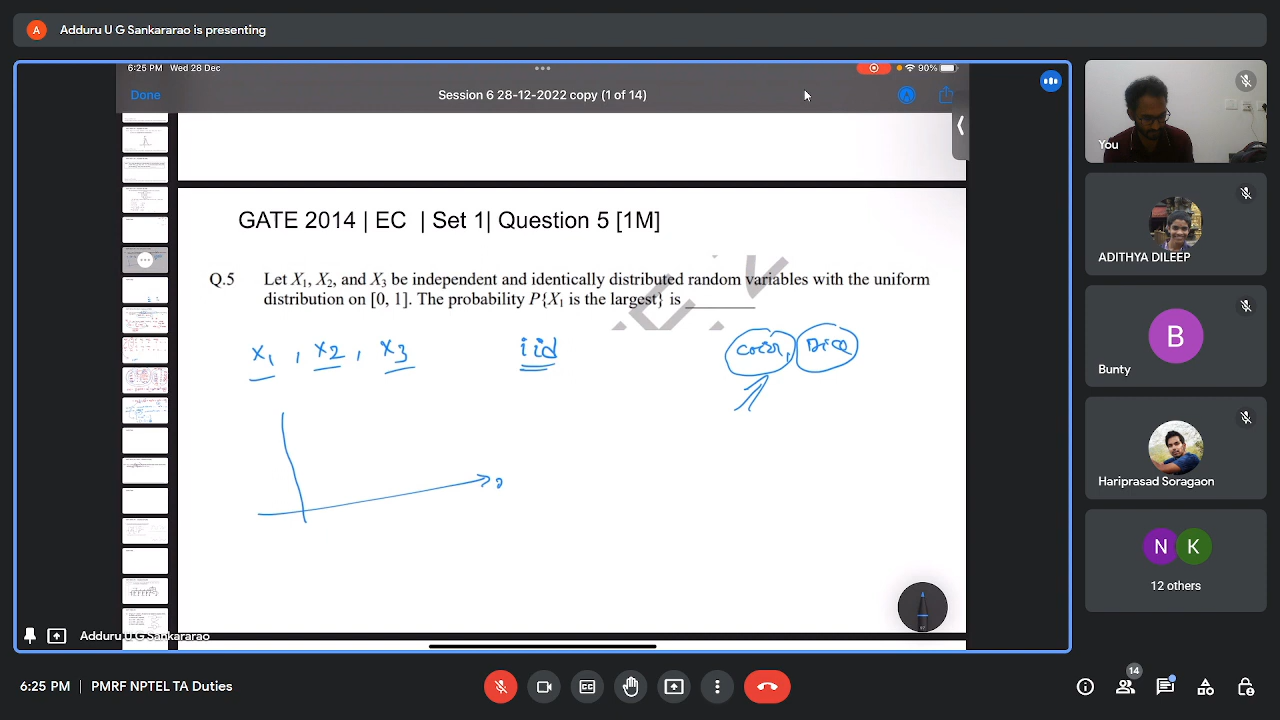 A
Adduru U G Sankararao is presenting
6:25 PM Wed 28 Dec
90%
Done
Session 6 28-12-2022 copy (1 of 14)
GATE 2014 | EC | Set 1| Question 5 [1M]
Q.5 Let X1, X2, and X3 be independent and identically distributed random variables with the uniform
distribution on [0, 1]. The probability P{X1 is the largest} is ________
x1 , x2 , x3 iid coin, Dice
Adduru U G Sankararao
You
ADITHYA DILEEP
B
Bunty
Hariprasad Soragaon
N K
12 others
6:25 PM | PMRF NPTEL TA Duties
14